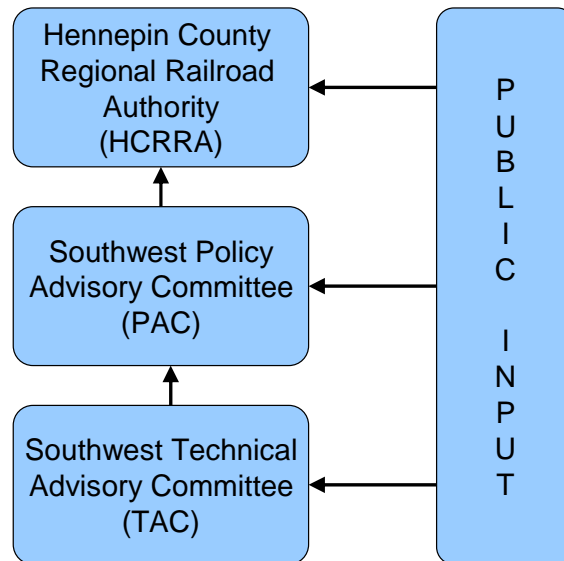 Hennepin County
Regional Railroad
Authority
(HCRRA)
Southwest Policy
Advisory Committee
(PAC)
Southwest Technical
Advisory Committee
(TAC)
P
U
B
L
I
C
I
N
P
U
T